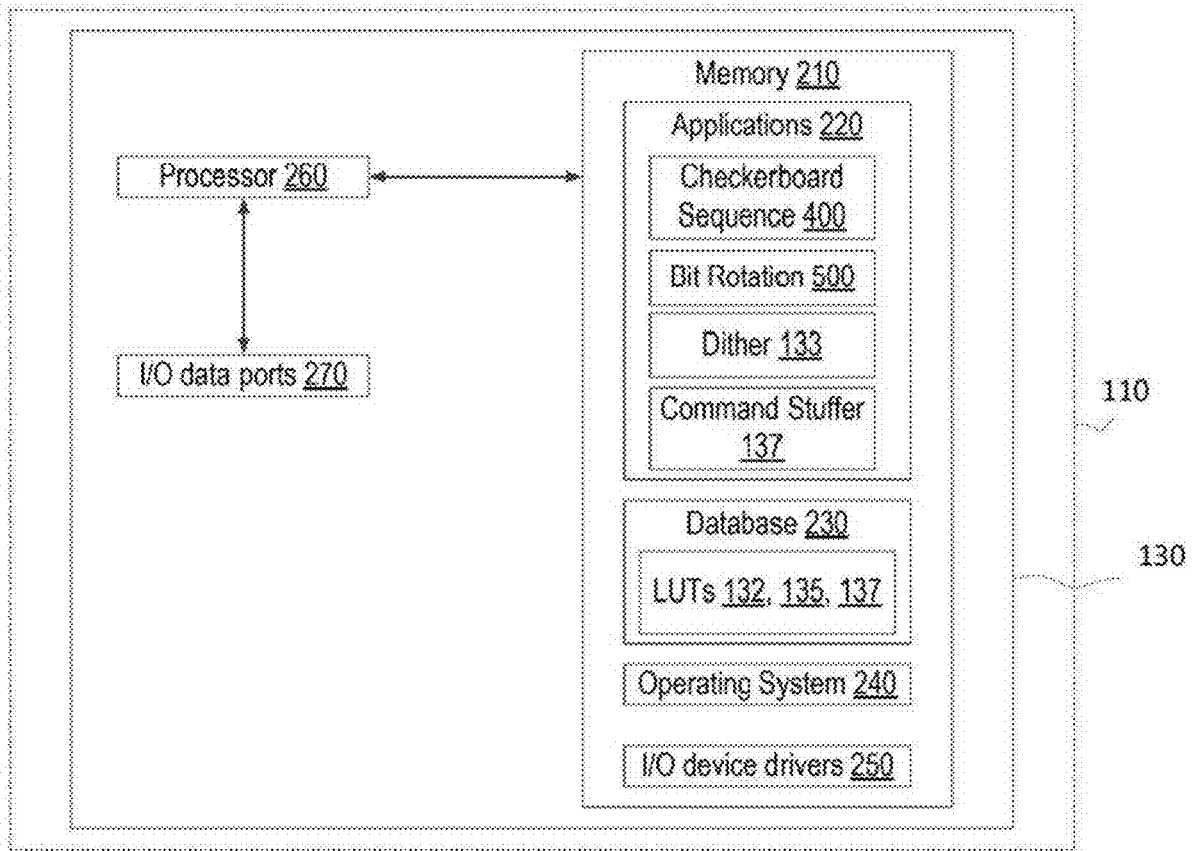 Memory 210
Applications 220
Processor 260
Checkerboard
Sequence 400
Bit Rotation 500
Dither 133
I/O data ports 270
Command Stuffer
137
110
Database 230
130
LUTs 132, 135, 137
Operating System 240
I/O device drivers 250